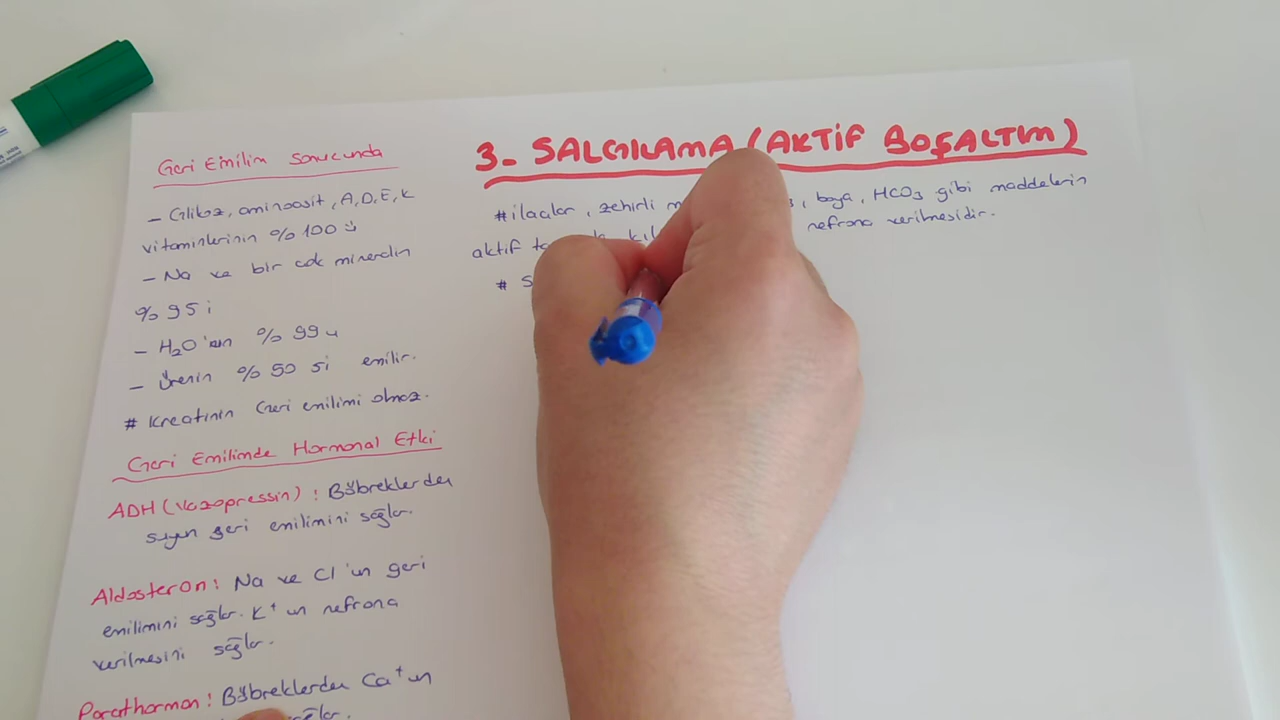 Geri Emilim Sonucunda
- Glikoz, aminoasit, A, D, E, K
vitaminlerinin %100 ü
- Na ve bir çok mineralin
%95 i
- H₂O'nun %99 u
- Ürenin %50 si emilir.
# Kreatinin Geri emilimi olmaz.
Geri Emilimde Hormonal Etki
ADH (Vazopressin) : Böbreklerden
suyun geri emilimini sağlar.
Aldosteron : Na ve Cl 'un geri
emilimini sağlar. K⁺ un nefrona
verilmesini sağlar.
Parathormon : Böbreklerden Ca⁺ un
3- SALGILAMA (AKTİF BOŞALTIM)
# ilaçlar, zehirli , boya, HCO₃ gibi maddelerin
aktif nefrona verilmesidir.
#